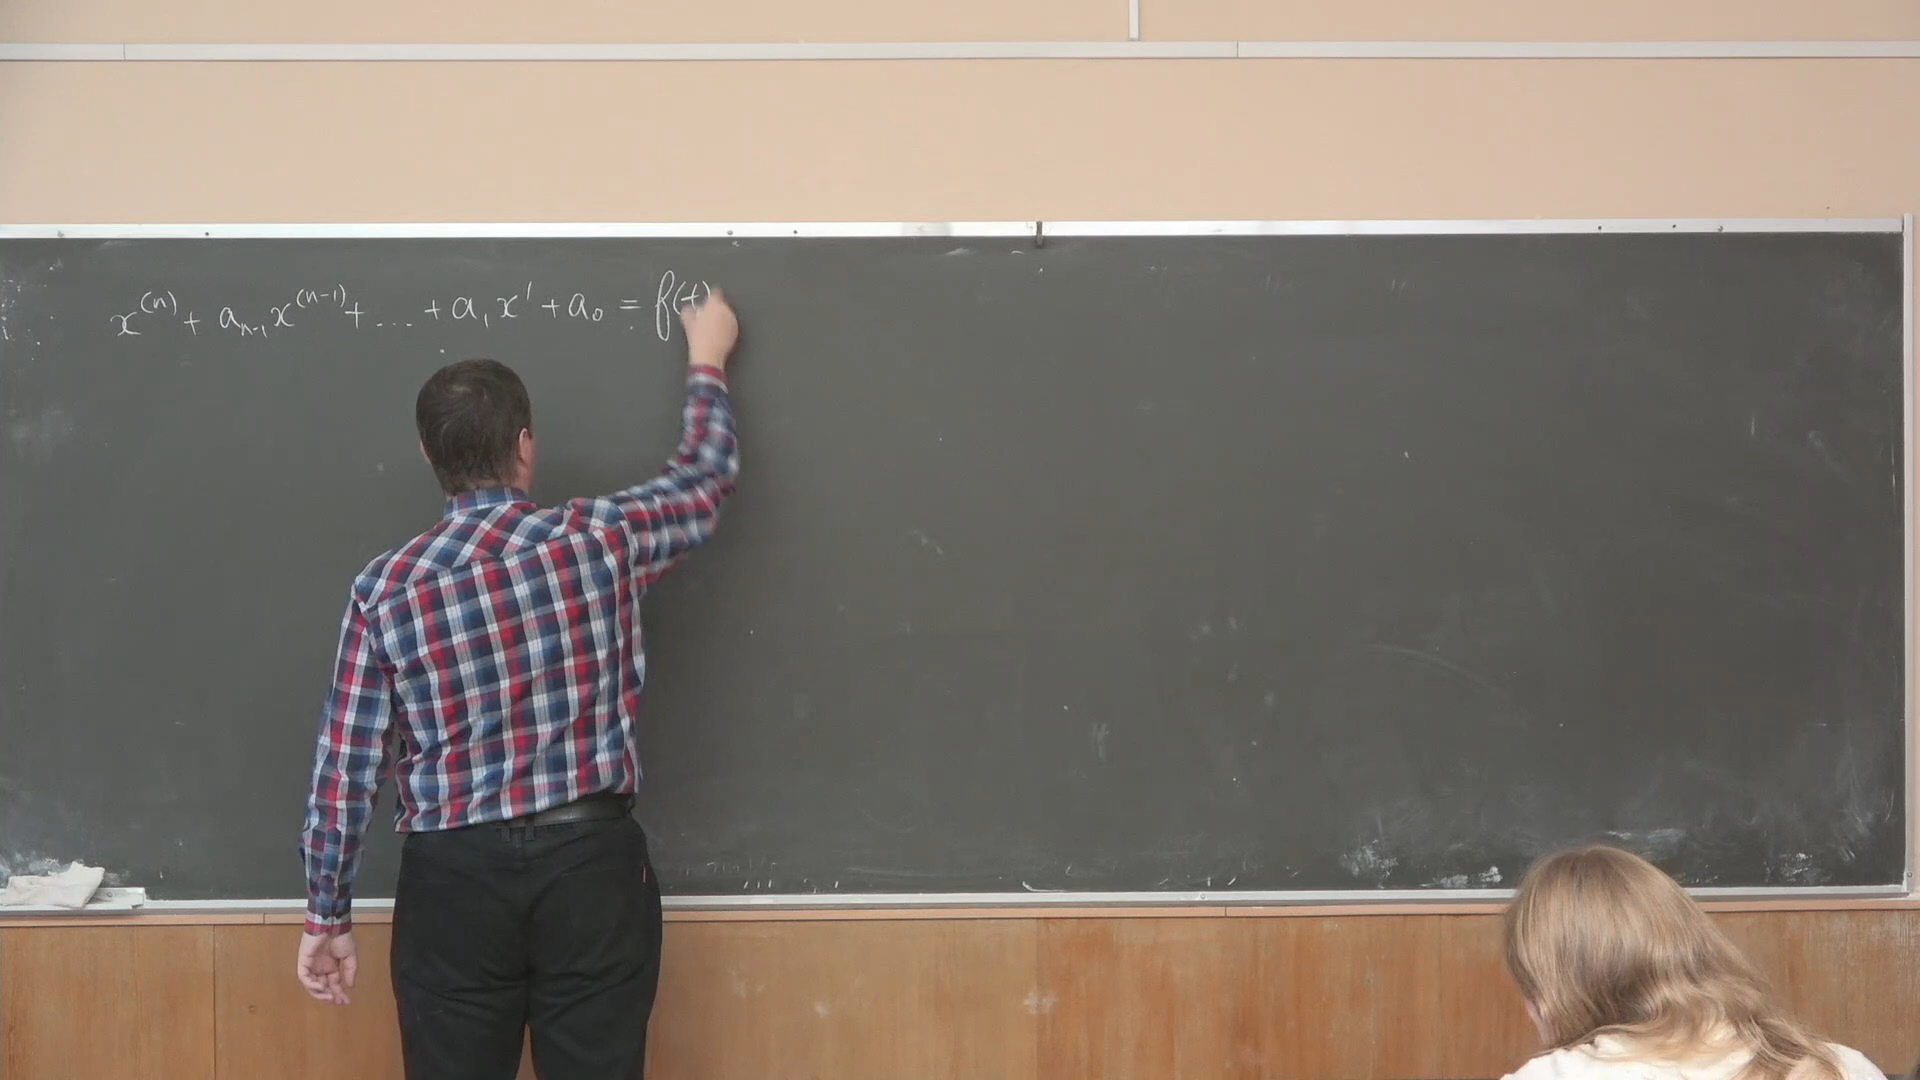 x^{(n)} + a_{n-1} x^{(n-1)} + ... + a_1 x' + a_0 = f(t)